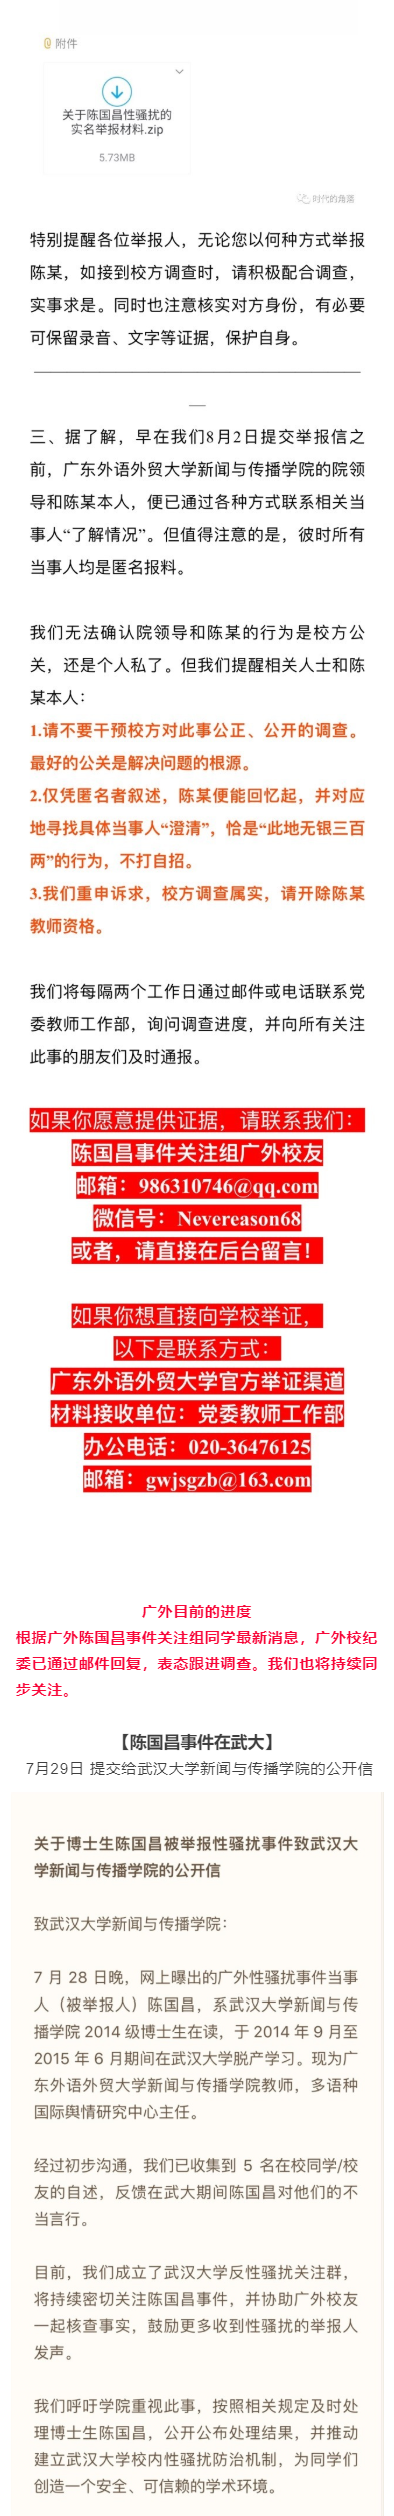 附件
关于陈国昌性骚扰的
实名举报材料.zip
5.73MB
时代的角落
特别提醒各位举报人，无论您以何种方式举报
陈某，如接到校方调查时，请积极配合调查，
实事求是。同时也注意核实对方身份，有必要
可保留录音、文字等证据，保护自身。
三、据了解，早在我们8月2日提交举报信之
前，广东外语外贸大学新闻与传播学院的院领
导和陈某本人，便已通过各种方式联系相关当
事人“了解情况”。但值得注意的是，彼时所有
当事人均是匿名报料。
我们无法确认院领导和陈某的行为是校方公
关，还是个人私了。但我们提醒相关人士和陈
某本人：
1.请不要干预校方对此事公正、公开的调查。
最好的公关是解决问题的根源。
2.仅凭匿名者叙述，陈某便能回忆起，并对应
地寻找具体当事人“澄清”，恰是“此地无银三百
两”的行为，不打自招。
3.我们重申诉求，校方调查属实，请开除陈某
教师资格。
我们将每隔两个工作日通过邮件或电话联系党
委教师工作部，询问调查进度，并向所有关注
此事的朋友们及时通报。
如果你愿意提供证据，请联系我们：
陈国昌事件关注组广外校友
邮箱：986310746@qq.com
微信号：Nevereason68
或者，请直接在后台留言！
如果你想直接向学校举证，
以下是联系方式：
广东外语外贸大学官方举证渠道
材料接收单位：党委教师工作部
办公电话：020-36476125
邮箱：gwjsgzb@163.com
广外目前的进度
根据广外陈国昌事件关注组同学最新消息，广外校纪
委已通过邮件回复，表态跟进调查。我们也将持续同
步关注。
【陈国昌事件在武大】
7月29日 提交给武汉大学新闻与传播学院的公开信
关于博士生陈国昌被举报性骚扰事件致武汉大
学新闻与传播学院的公开信
致武汉大学新闻与传播学院：
7 月 28 日晚，网上曝出的广外性骚扰事件当事
人（被举报人）陈国昌，系武汉大学新闻与传
播学院 2014 级博士生在读，于 2014 年 9 月至
2015 年 6 月期间在武汉大学脱产学习。现为广
东外语外贸大学新闻与传播学院教师，多语种
国际舆情研究中心主任。
经过初步沟通，我们已收集到 5 名在校同学/校
友的自述，反馈在武大期间陈国昌对他们的不
当言行。
目前，我们成立了武汉大学反性骚扰关注群，
将持续密切关注陈国昌事件，并协助广外校友
一起核查事实，鼓励更多收到性骚扰的举报人
发声。
我们呼吁学院重视此事，按照相关规定及时处
理博士生陈国昌，公开公布处理结果，并推动
建立武汉大学校内性骚扰防治机制，为同学们
创造一个安全、可信赖的学术环境。